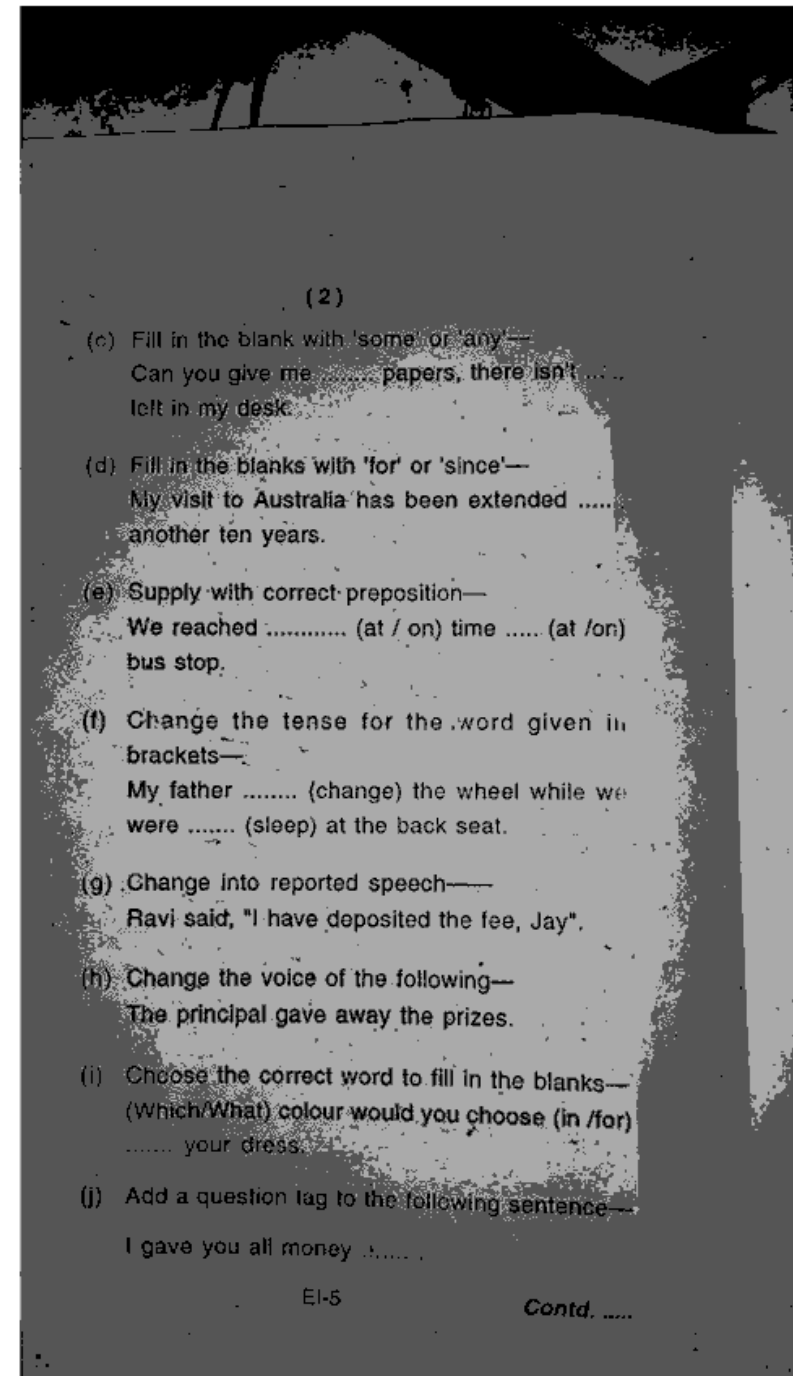 (2)
(c) Fill in the blank with 'some' or 'any'—
Can you give me ........ papers, there isn't .....
left in my desk.
(d) Fill in the blanks with 'for' or 'since'—
My visit to Australia has been extended ......
another ten years.
(e) Supply with correct preposition—
We reached ............ (at / on) time ..... (at /on)
bus stop.
(f) Change the tense for the word given in
brackets—
My father ........ (change) the wheel while we
were ....... (sleep) at the back seat.
(g) Change into reported speech——
Ravi said, "I have deposited the fee, Jay".
(h) Change the voice of the following—
The principal gave away the prizes.
(i) Choose the correct word to fill in the blanks—
(Which/What) colour would you choose (in /for)
....... your dress.
(j) Add a question tag to the following sentence—
I gave you all money ........ .
EI-5
Contd. .....